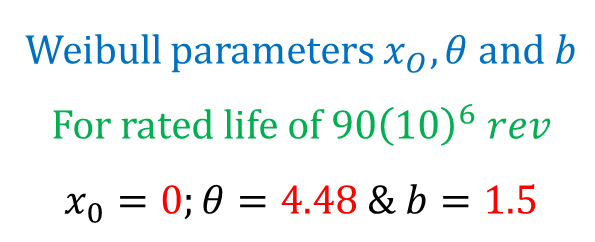 Weibull parameters x_O, θ and b
For rated life of 90(10)^6 rev
x_0 = 0; θ = 4.48 & b = 1.5